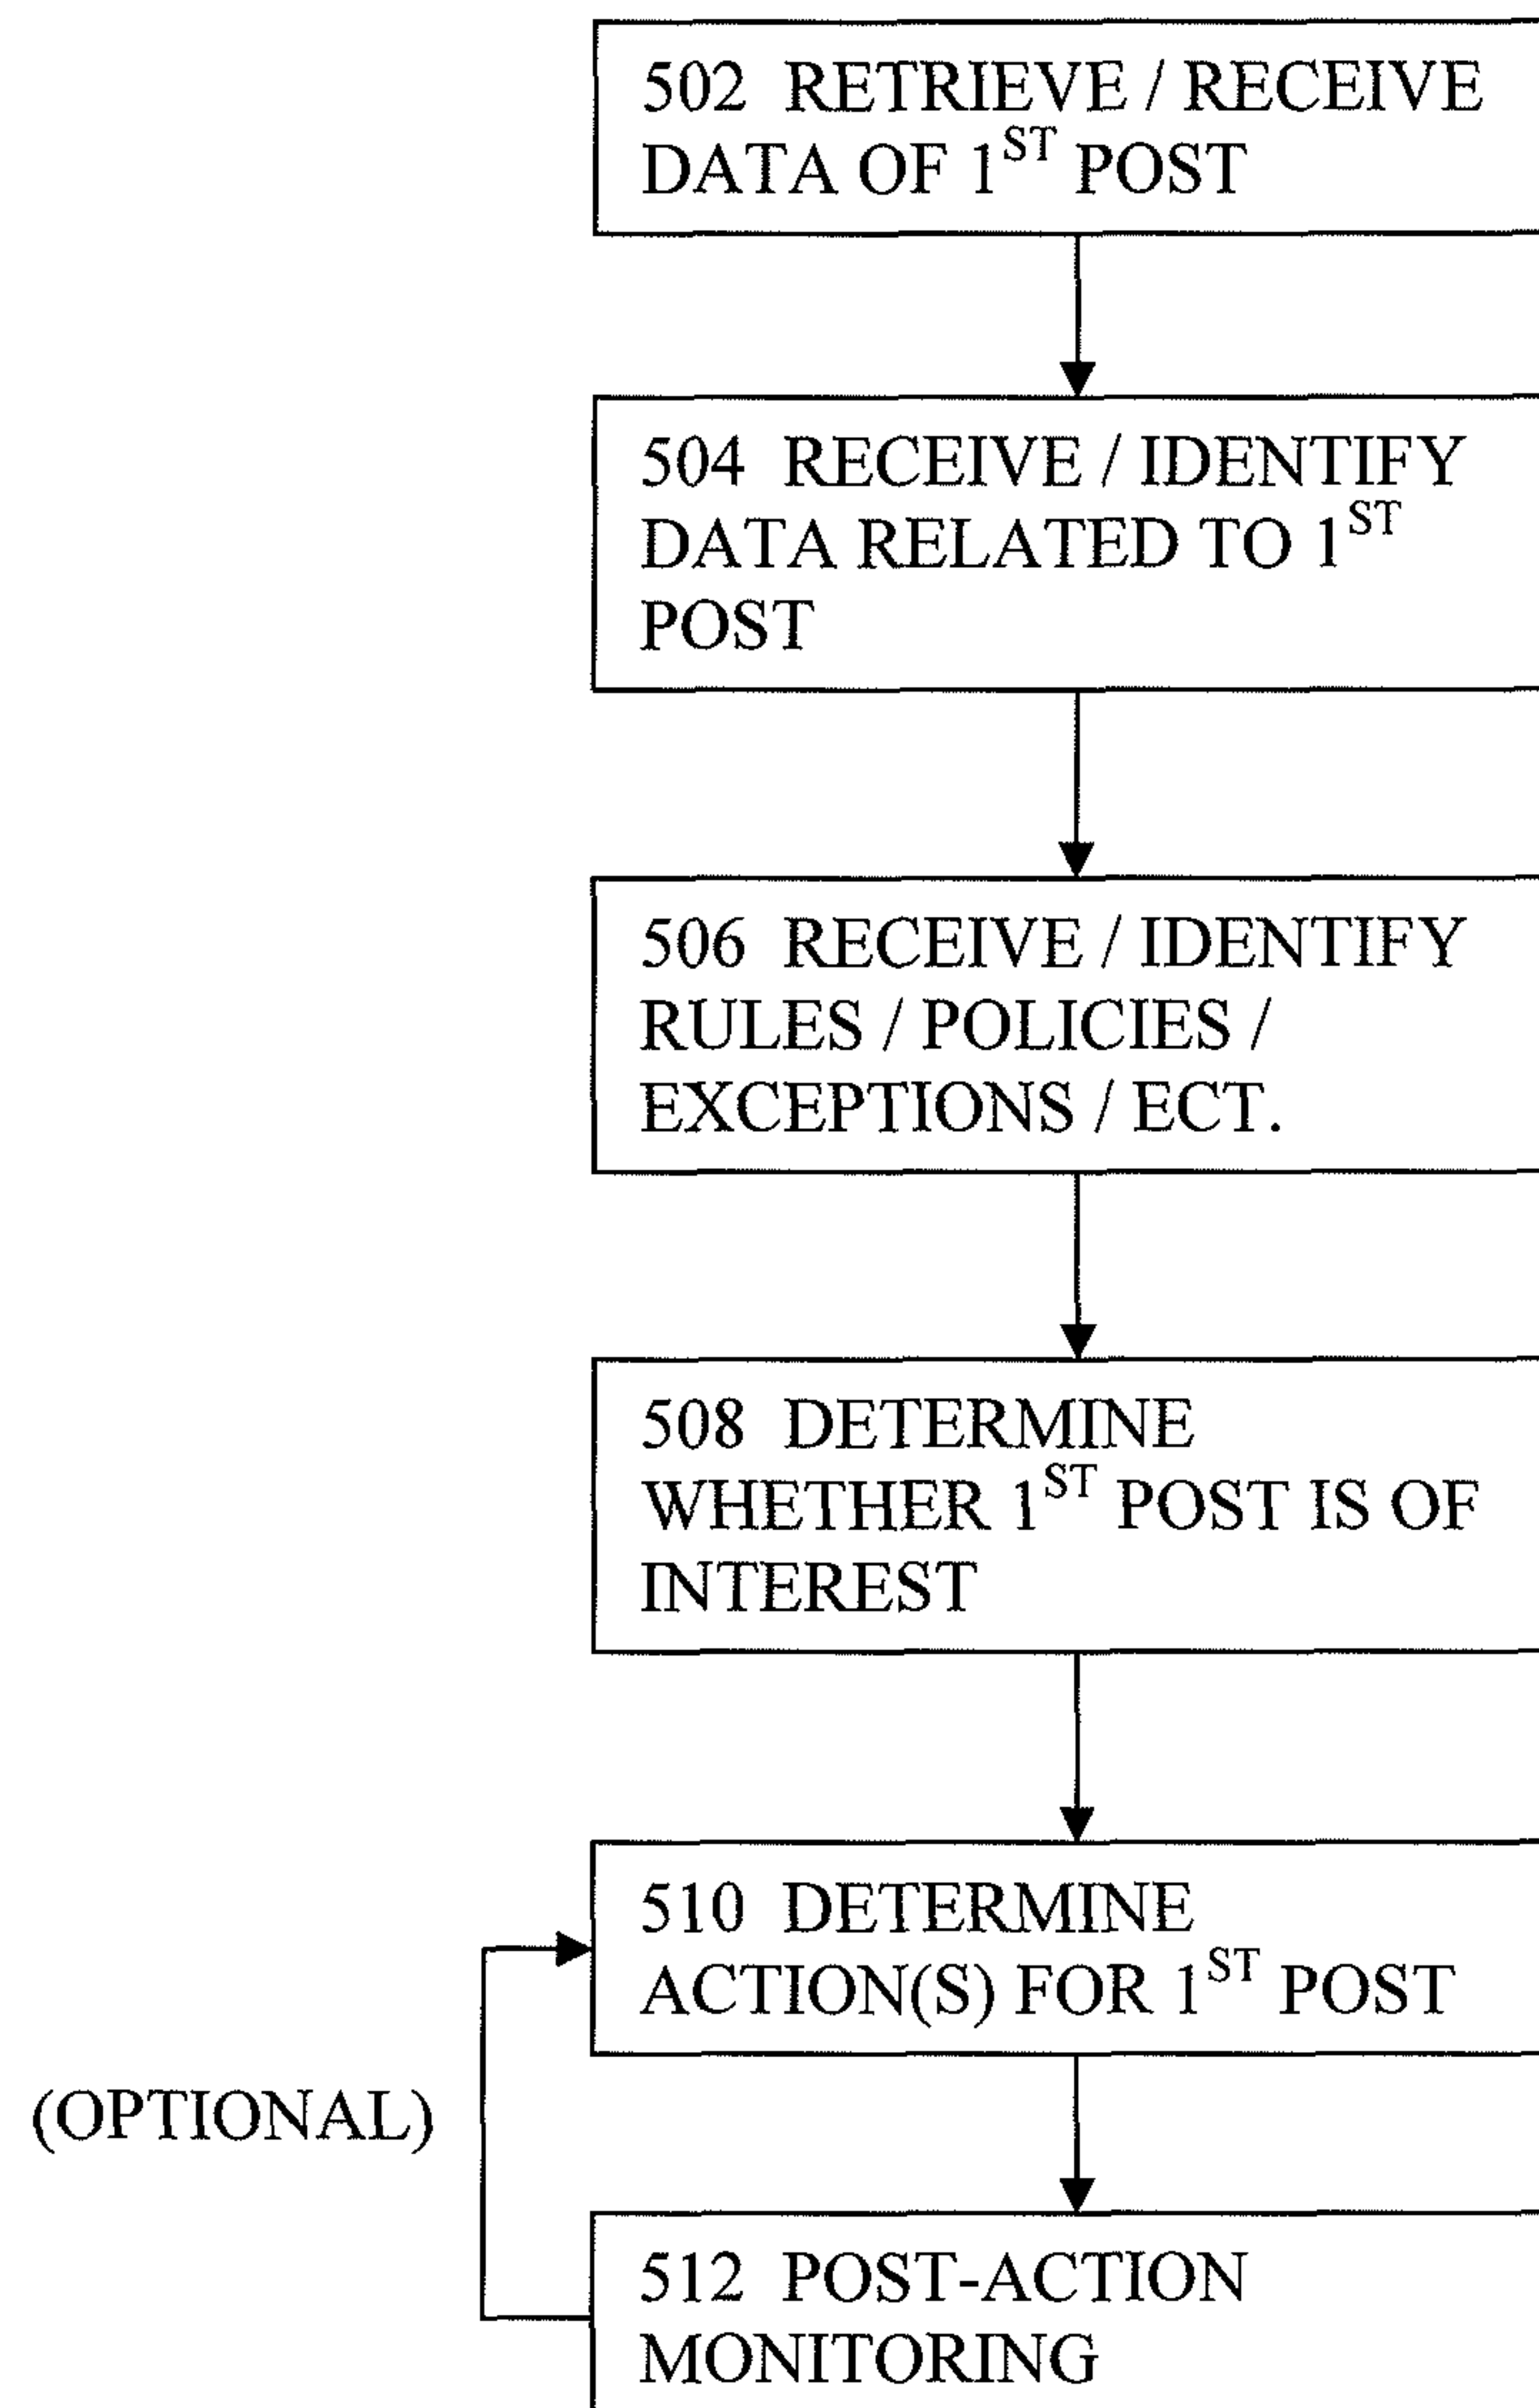 502 RETRIEVE / RECEIVE
DATA OF 1ST POST
504 RECEIVE / IDENTIFY
DATA RELATED TO 1ST
POST
506 RECEIVE / IDENTIFY
RULES / POLICIES /
EXCEPTIONS / ECT.
508 DETERMINE
WHETHER 1ST POST IS OF
INTEREST
510 DETERMINE
ACTION(S) FOR 1ST POST
(OPTIONAL)
512 POST-ACTION
MONITORING